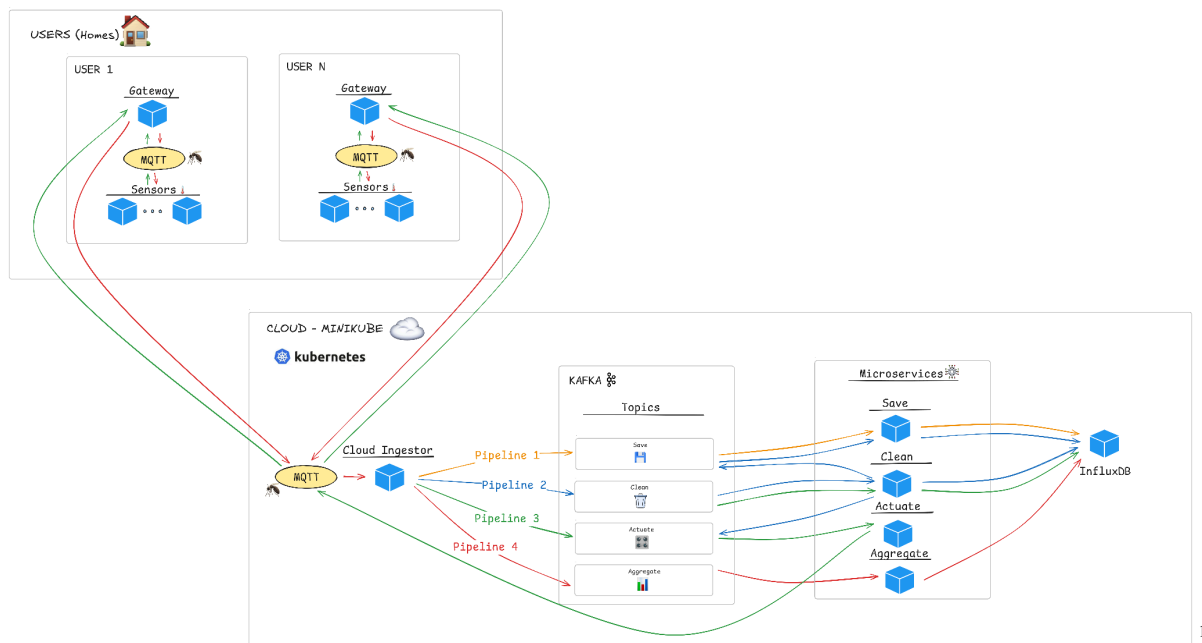 USERS (Homes)
USER 1
Gateway
MQTT
Sensors
USER N
Gateway
MQTT
Sensors
CLOUD - MINIKUBE
kubernetes
MQTT
Cloud Ingestor
Pipeline 1
Pipeline 2
Pipeline 3
Pipeline 4
KAFKA
Topics
Save
Clean
Actuate
Aggregate
Microservices
Save
Clean
Actuate
Aggregate
InfluxDB